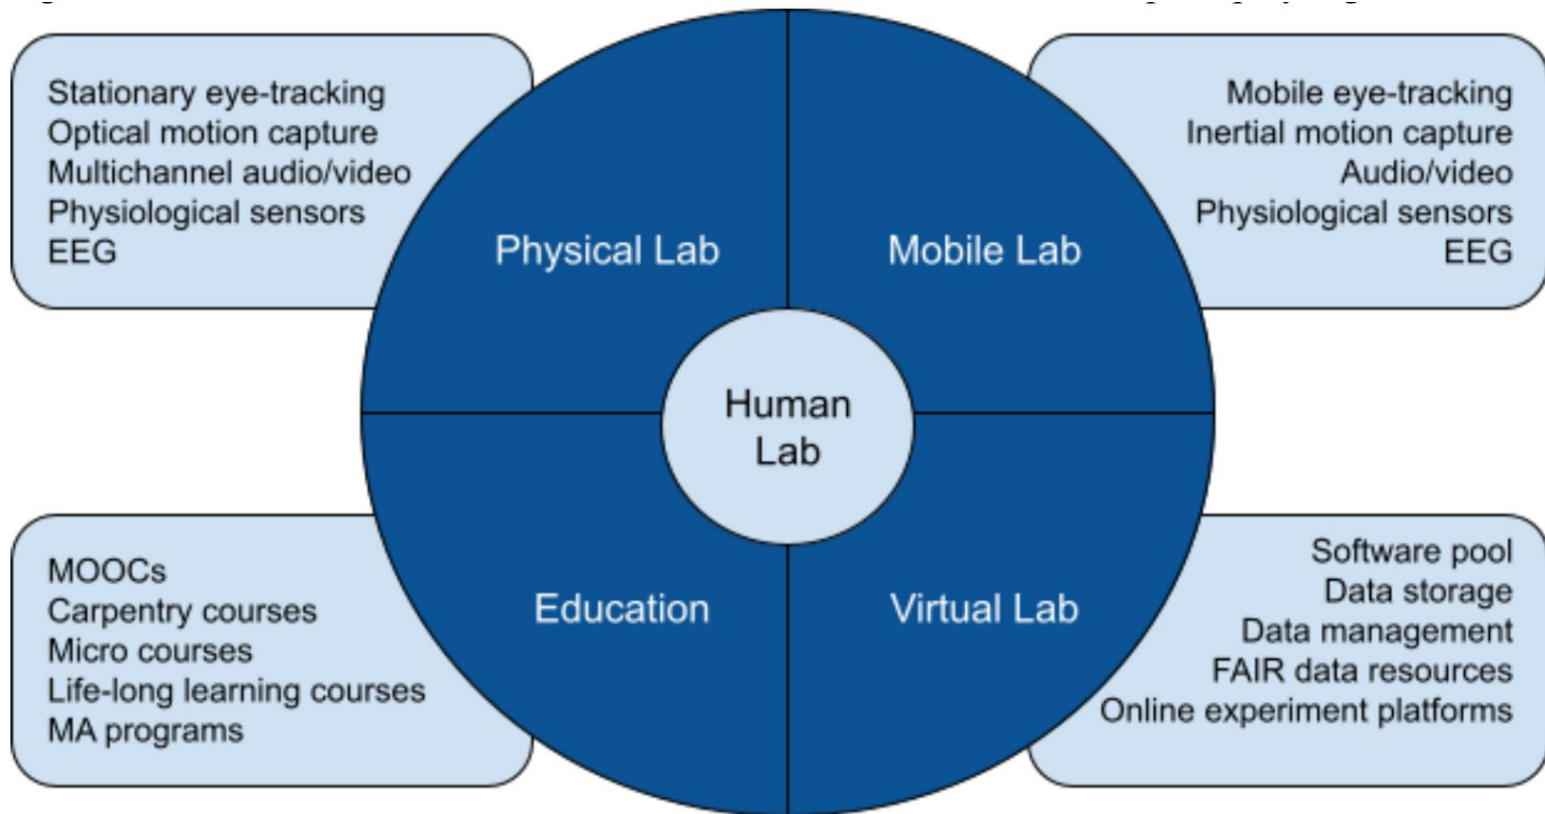 Stationary eye-tracking
Optical motion capture
Multichannel audio/video
Physiological sensors
EEG
Physical Lab
Mobile Lab
Mobile eye-tracking
Inertial motion capture
Audio/video
Physiological sensors
EEG
Human
Lab
MOOCs
Carpentry courses
Micro courses
Life-long learning courses
MA programs
Education
Virtual Lab
Software pool
Data storage
Data management
FAIR data resources
Online experiment platforms